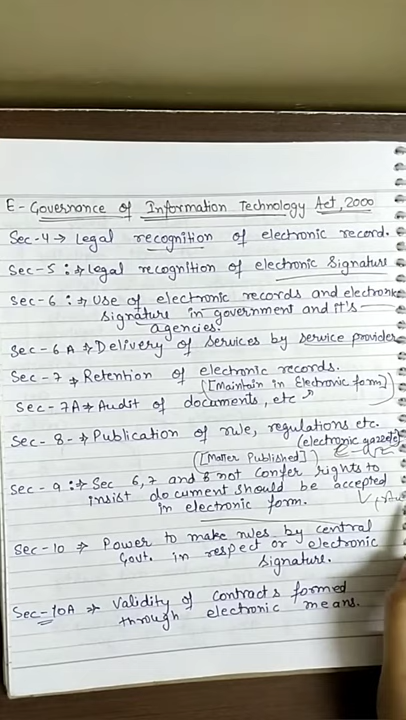 E-Governance of Information Technology Act, 2000
Sec-4 → Legal recognition of electronic record.
Sec-5 :→ Legal recognition of electronic Signature
Sec-6 :→ Use of electronic records and electronic
signature in government and it's
agencies.
Sec-6A → Delivery of services by service provider
Sec-7 → Retention of electronic records.
[Maintain in Electronic form]
Sec-7A → Audit of documents, etc
Sec-8 → Publication of rule, regulations etc.
(electronic gazette)
[Matter Published]
Sec-9 :→ Sec 6,7 and 8 not confer rights to
insist document should be accepted
in electronic form.
Sec-10 → Power to make rules by central
Govt. in respect or electronic
signature.
Sec-10A → Validity of contracts formed
through electronic means.